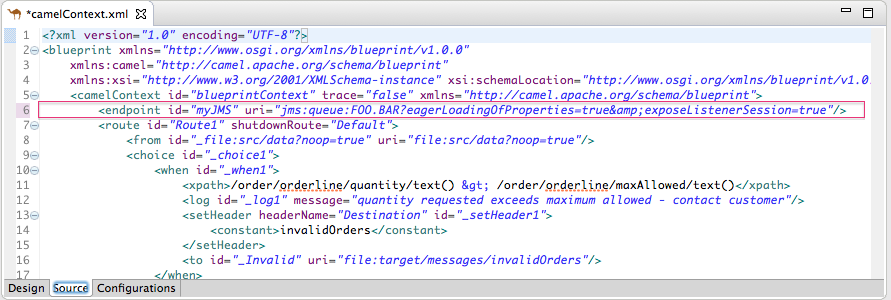 *camelContext.xml
1 <?xml version="1.0" encoding="UTF-8"?>
2 <blueprint xmlns="http://www.osgi.org/xmlns/blueprint/v1.0.0"
3 xmlns:camel="http://camel.apache.org/schema/blueprint"
4 xmlns:xsi="http://www.w3.org/2001/XMLSchema-instance" xsi:schemaLocation="http://www.osgi.org/xmlns/blueprint/v1.0
5 <camelContext id="blueprintContext" trace="false" xmlns="http://camel.apache.org/schema/blueprint">
6 <endpoint id="myJMS" uri="jms:queue:FOO.BAR?eagerLoadingOfProperties=true&amp;exposeListenerSession=true"/>
7 <route id="Route1" shutdownRoute="Default">
8 <from id="_file:src/data?noop=true" uri="file:src/data?noop=true"/>
9 <choice id="_choice1">
10 <when id="_when1">
11 <xpath>/order/orderline/quantity/text() &gt; /order/orderline/maxAllowed/text()</xpath>
12 <log id="_log1" message="quantity requested exceeds maximum allowed - contact customer"/>
13 <setHeader headerName="Destination" id="_setHeader1">
14 <constant>invalidOrders</constant>
15 </setHeader>
16 <to id="_Invalid" uri="file:target/messages/invalidOrders"/>
17 </when>
Design Source Configurations